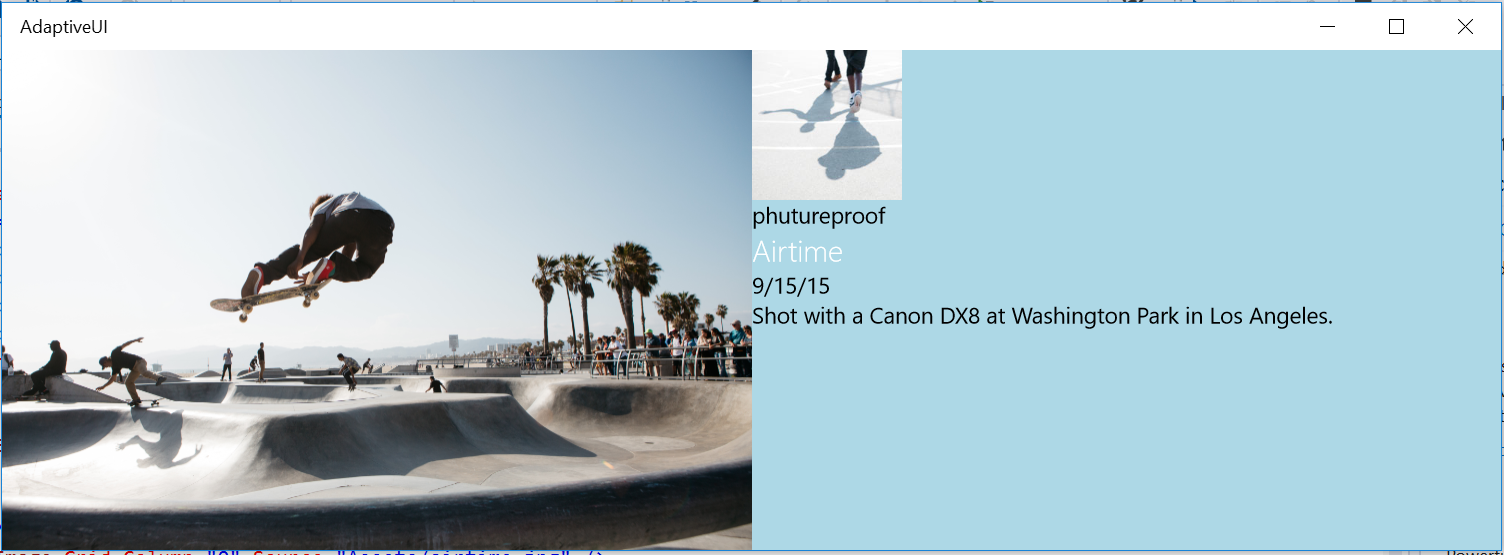 AdaptiveUI
phutureproof
Airtime
9/15/15
Shot with a Canon DX8 at Washington Park in Los Angeles.